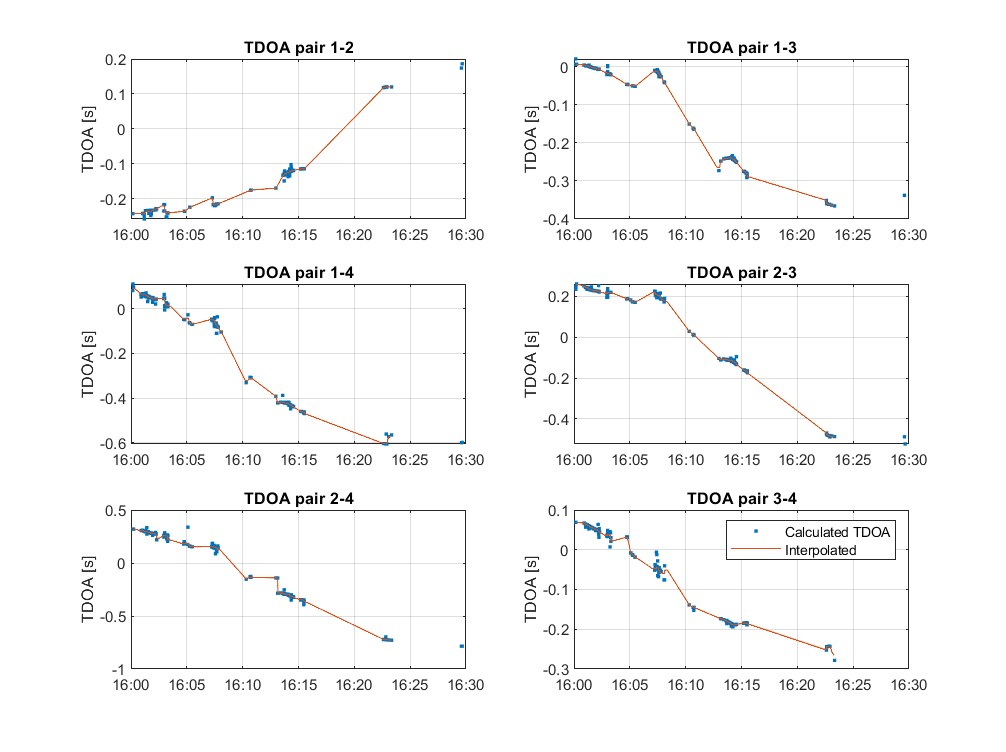 TDOA pair 1-2
TDOA [s]
0.2
0.1
0
-0.1
-0.2
16:00 16:05 16:10 16:15 16:20 16:25 16:30
TDOA pair 1-3
TDOA [s]
0
-0.1
-0.2
-0.3
-0.4
16:00 16:05 16:10 16:15 16:20 16:25 16:30
TDOA pair 1-4
TDOA [s]
0
-0.2
-0.4
-0.6
16:00 16:05 16:10 16:15 16:20 16:25 16:30
TDOA pair 2-3
TDOA [s]
0.2
0
-0.2
-0.4
16:00 16:05 16:10 16:15 16:20 16:25 16:30
TDOA pair 2-4
TDOA [s]
0.5
0
-0.5
-1
16:00 16:05 16:10 16:15 16:20 16:25 16:30
TDOA pair 3-4
TDOA [s]
0.1
0
-0.1
-0.2
-0.3
16:00 16:05 16:10 16:15 16:20 16:25 16:30
Calculated TDOA
Interpolated